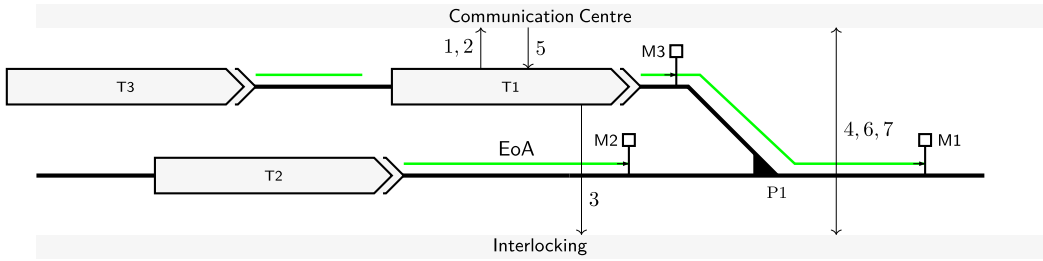 Communication Centre
1, 2
5
M3
T3
T1
4, 6, 7
EoA
M2
M1
T2
3
P1
Interlocking